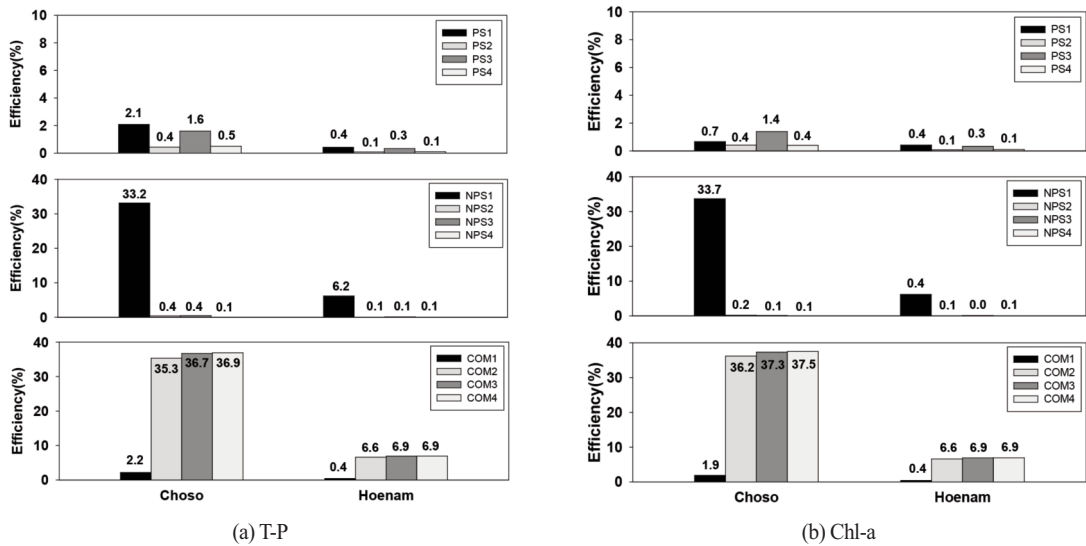 10
8
6
4
2
0
Efficiency(%)
PS1
PS2
PS3
PS4
2.1
0.4
1.6
0.5
0.4
0.1
0.3
0.1
40
30
20
10
0
Efficiency(%)
NPS1
NPS2
NPS3
NPS4
33.2
0.4
0.4
0.1
6.2
0.1
0.1
0.1
40
30
20
10
0
Efficiency(%)
COM1
COM2
COM3
COM4
2.2
35.3
36.7
36.9
0.4
6.6
6.9
6.9
Choso
Hoenam
(a) T-P
10
8
6
4
2
0
Efficiency(%)
PS1
PS2
PS3
PS4
0.7
0.4
1.4
0.4
0.4
0.1
0.3
0.1
40
30
20
10
0
Efficiency(%)
NPS1
NPS2
NPS3
NPS4
33.7
0.2
0.1
0.1
0.4
0.1
0.0
0.1
40
30
20
10
0
Efficiency(%)
COM1
COM2
COM3
COM4
1.9
36.2
37.3
37.5
0.4
6.6
6.9
6.9
Choso
Hoenam
(b) Chl-a